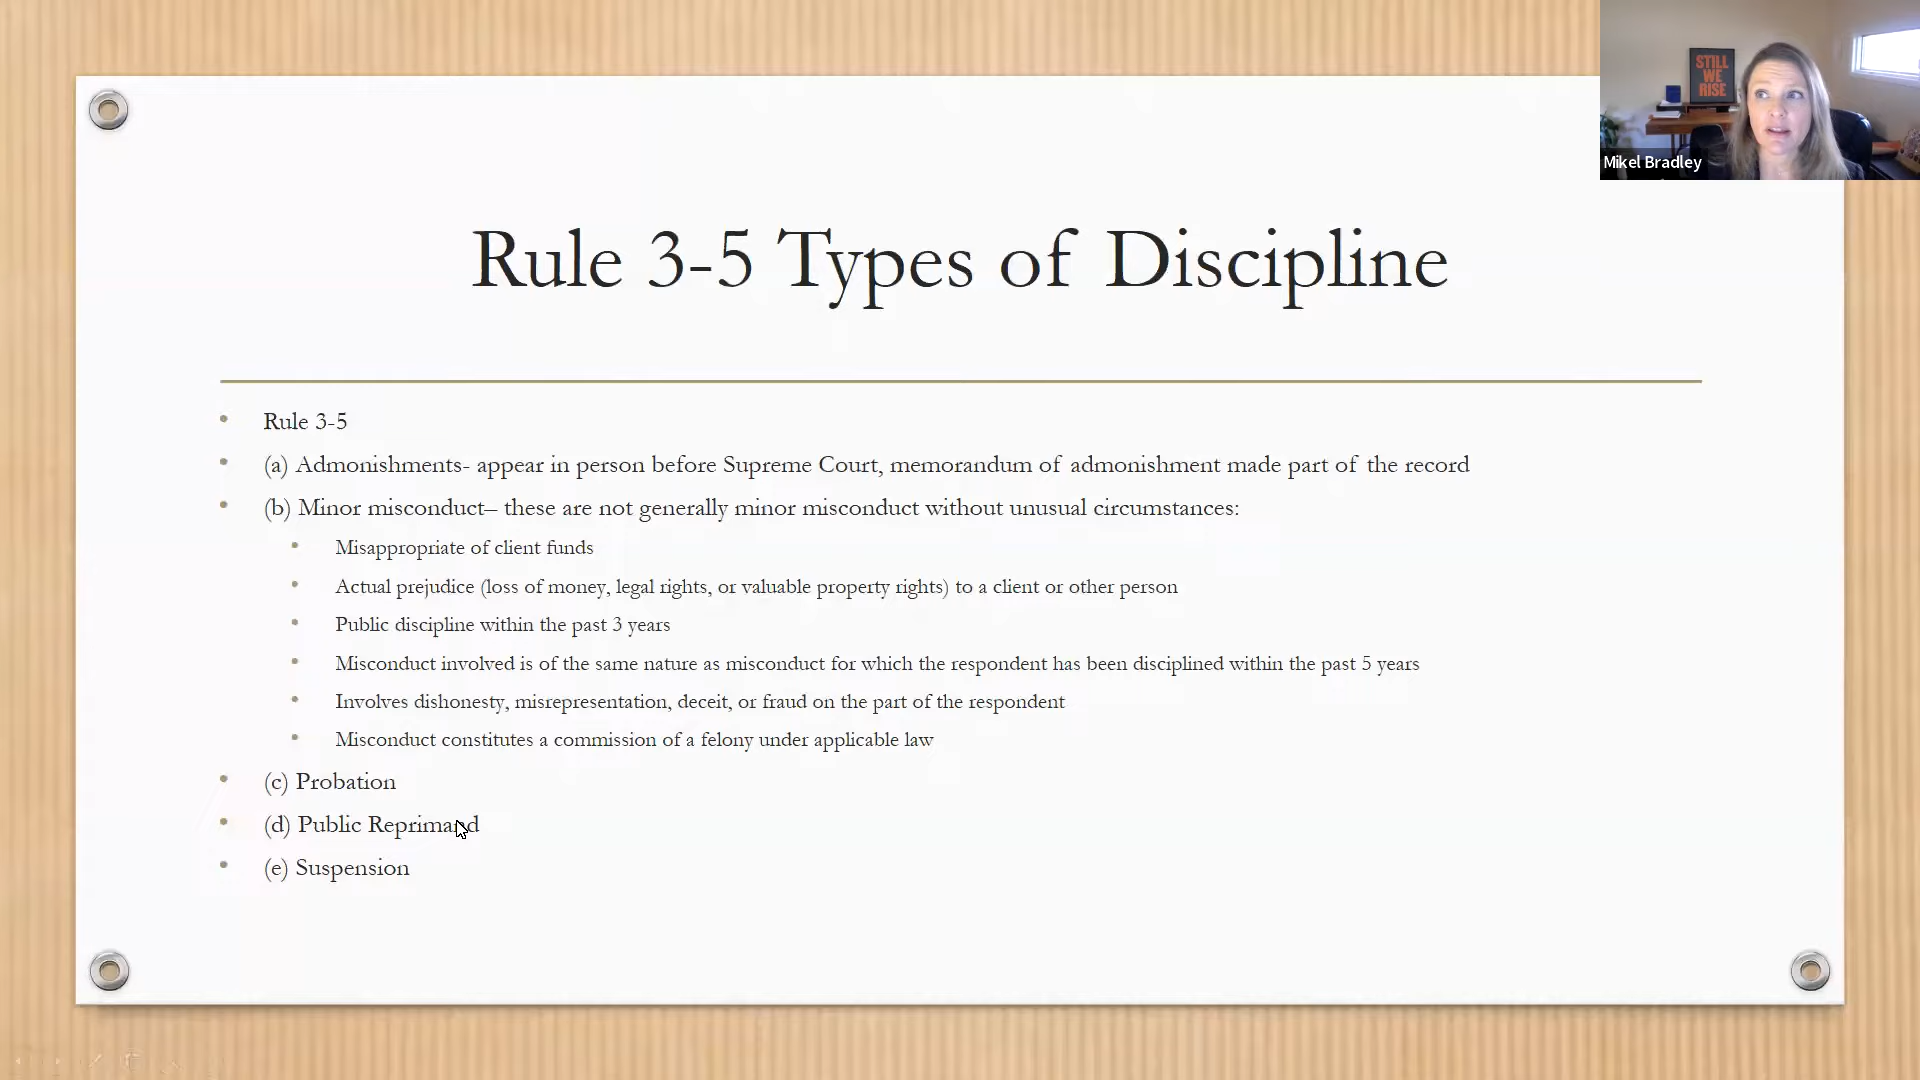 STILL
WE
RISE
Mikel Bradley
Rule 3-5 Types of Discipline
Rule 3-5
(a) Admonishments- appear in person before Supreme Court, memorandum of admonishment made part of the record
(b) Minor misconduct– these are not generally minor misconduct without unusual circumstances:
Misappropriate of client funds
Actual prejudice (loss of money, legal rights, or valuable property rights) to a client or other person
Public discipline within the past 3 years
Misconduct involved is of the same nature as misconduct for which the respondent has been disciplined within the past 5 years
Involves dishonesty, misrepresentation, deceit, or fraud on the part of the respondent
Misconduct constitutes a commission of a felony under applicable law
(c) Probation
(d) Public Reprimand
(e) Suspension